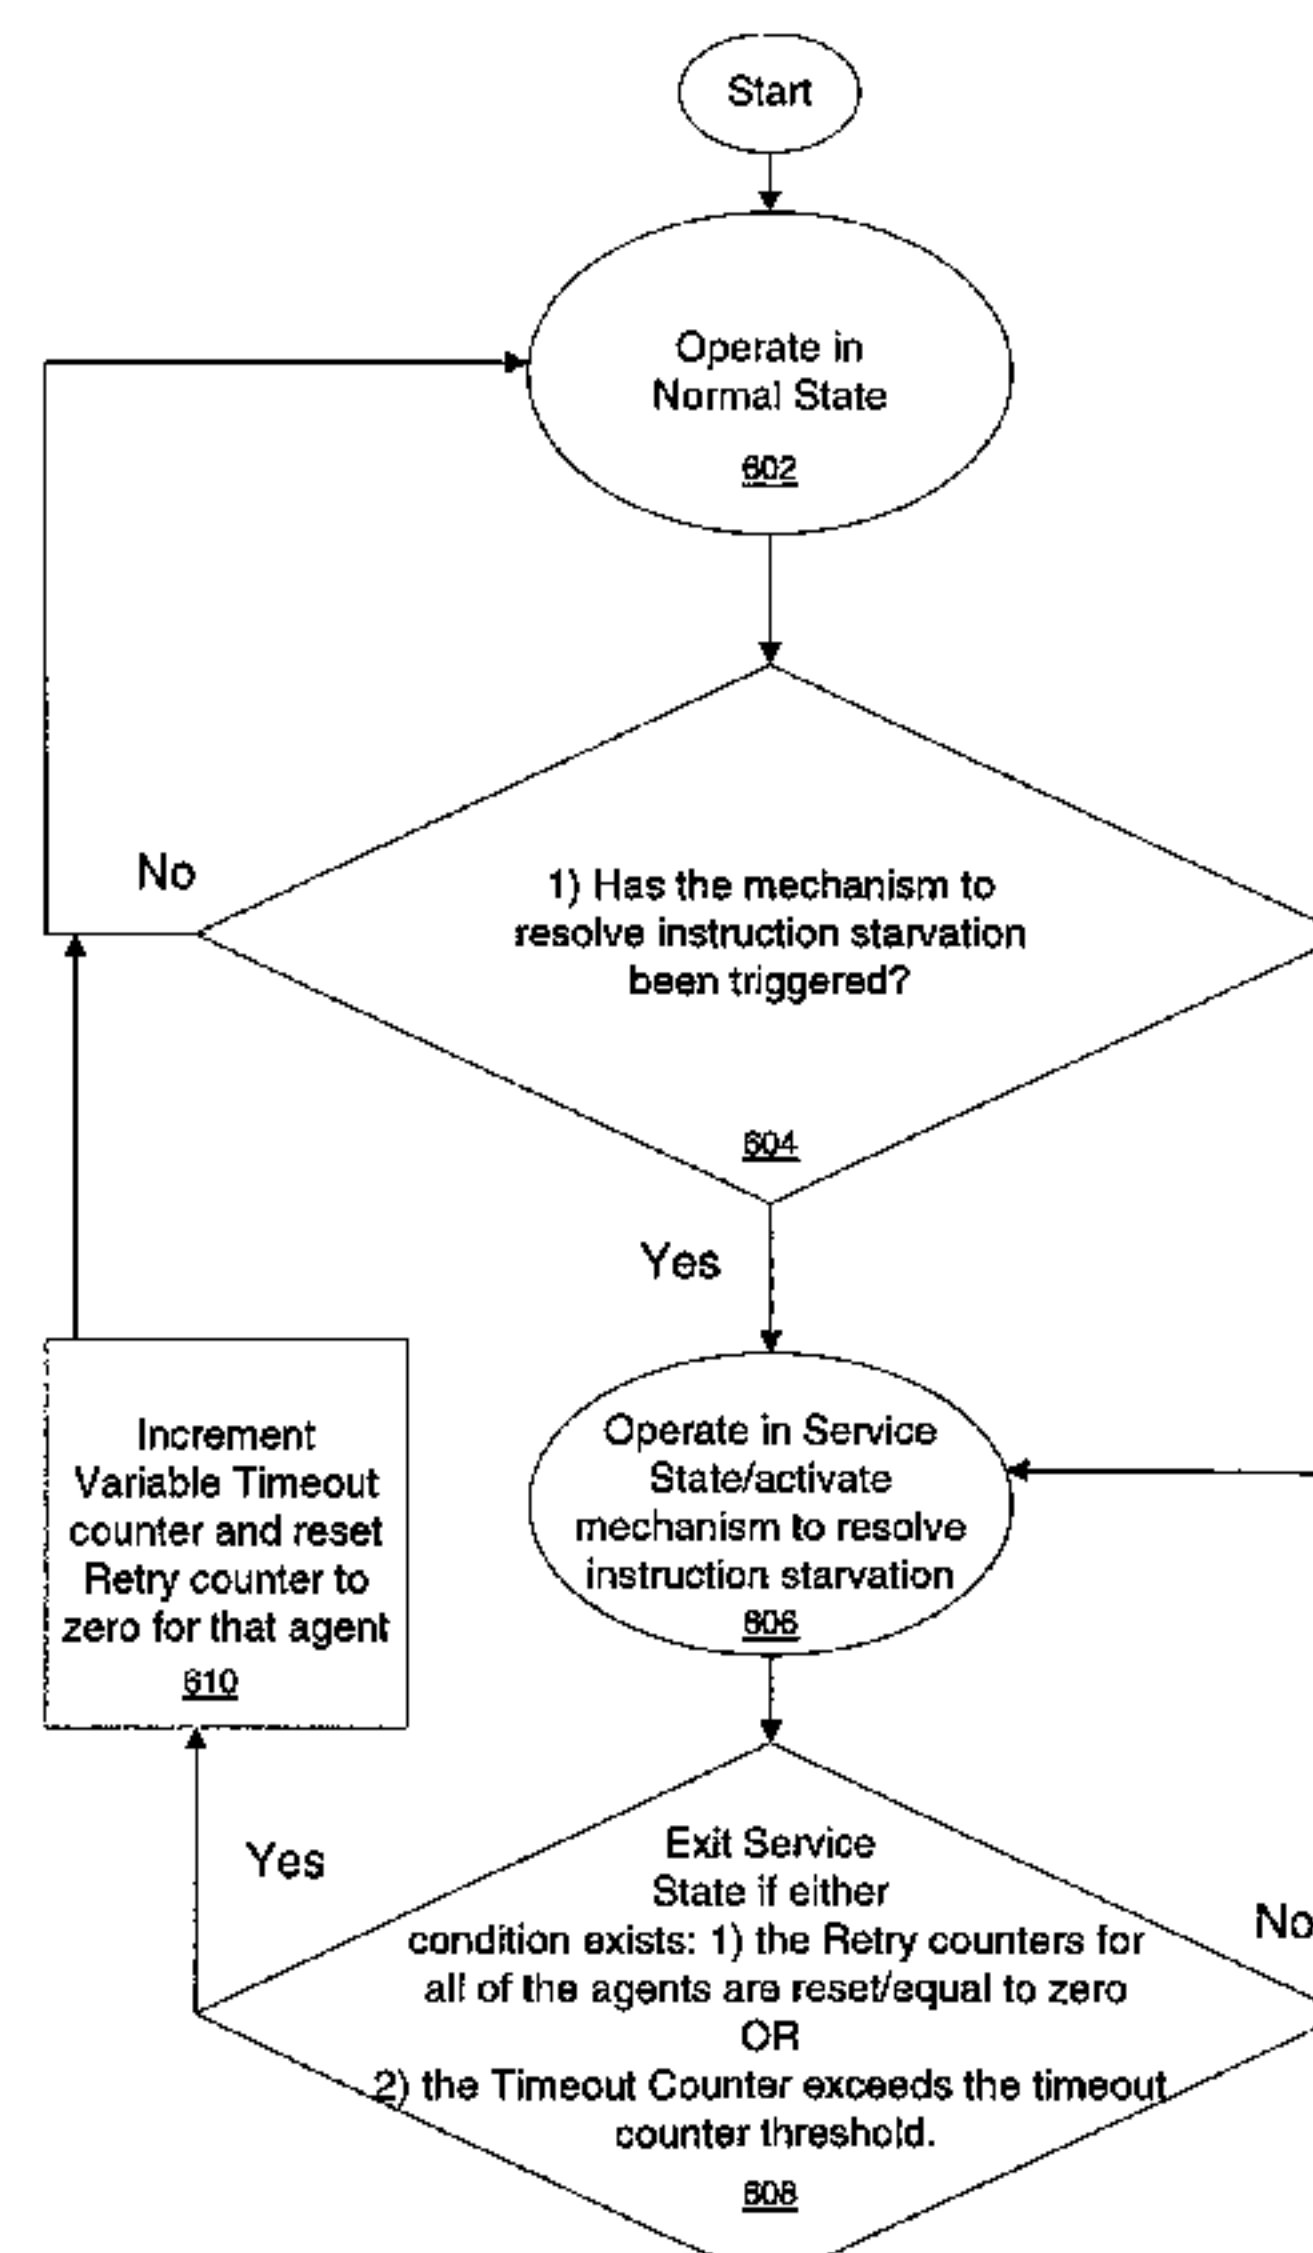 Start
Operate in
Normal State
602
No
1) Has the mechanism to
resolve instruction starvation
been triggered?
604
Yes
Operate in Service
State/activate
mechanism to resolve
instruction starvation
606
Increment
Variable Timeout
counter and reset
Retry counter to
zero for that agent
610
Yes
Exit Service
State if either
No
condition exists: 1) the Retry counters for
all of the agents are reset/equal to zero
OR
2) the Timeout Counter exceeds the timeout
counter threshold.
608